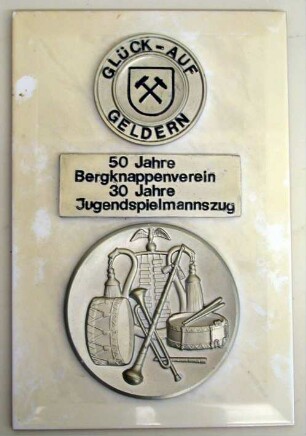 GLÜCK-AUF
GELDERN
50 Jahre
Bergknappenverein
30 Jahre
Jugendspielmannszug